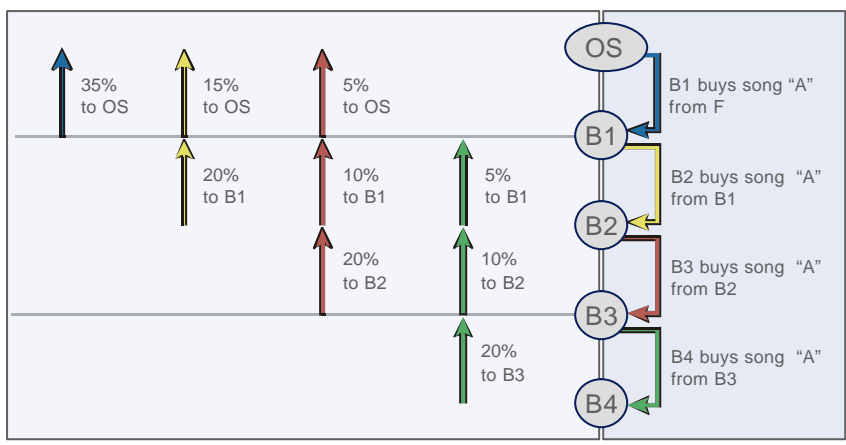 OS
35%
to OS
15%
to OS
5%
to OS
B1 buys song “A”
from F
B1
20%
to B1
10%
to B1
5%
to B1
B2 buys song “A”
from B1
B2
20%
to B2
10%
to B2
B3 buys song “A”
from B2
B3
20%
to B3
B4 buys song “A”
from B3
B4